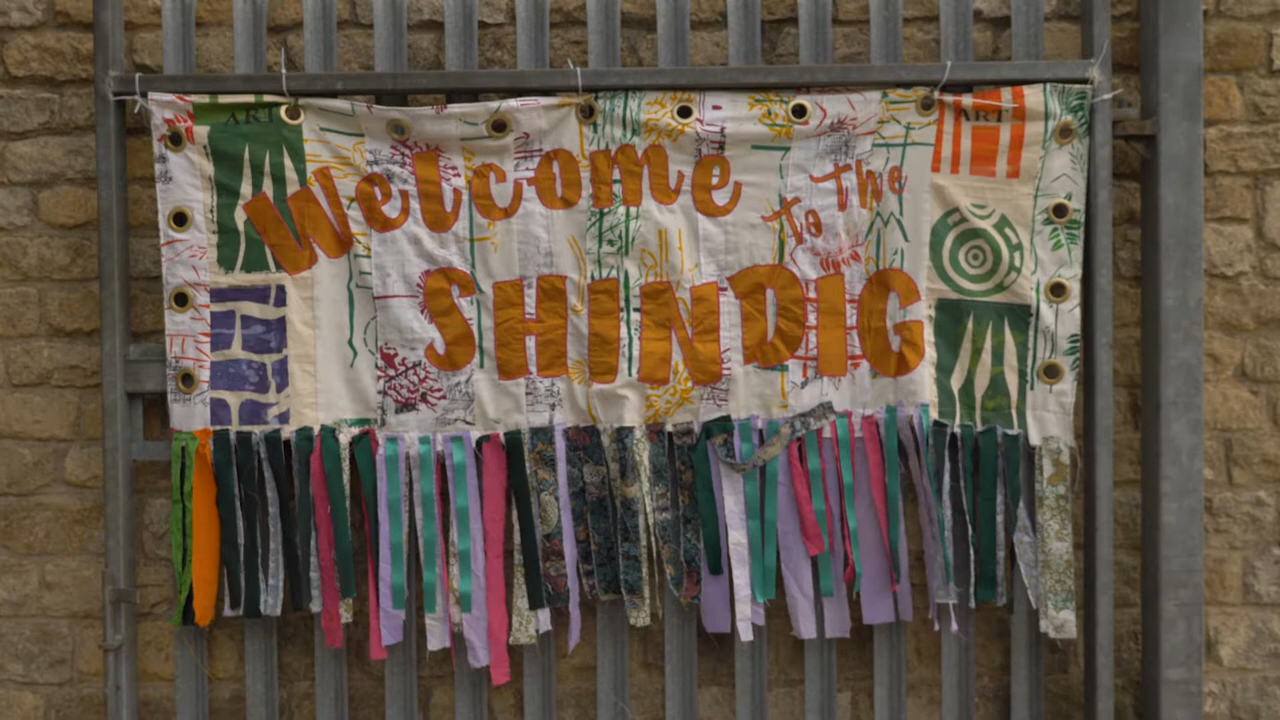 ART
ART
Welcome
to the
SHINDIG